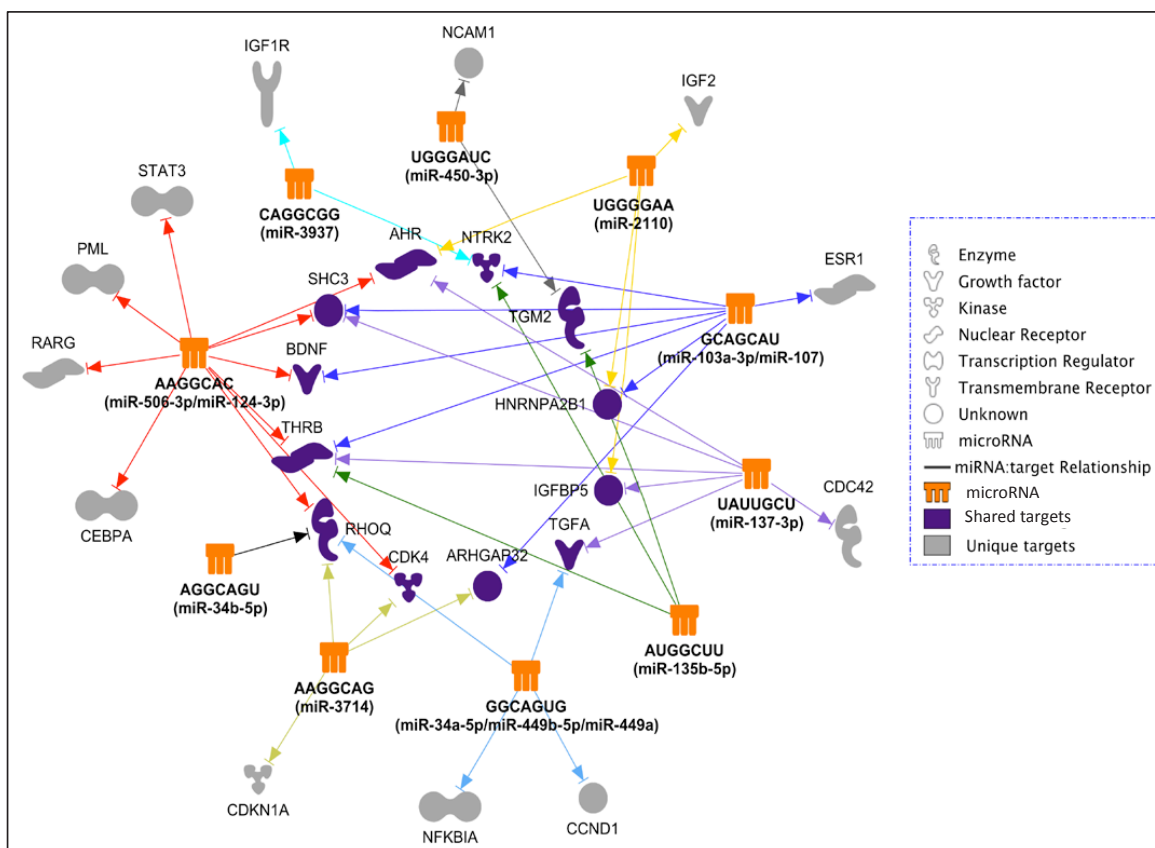 NCAM1
IGF1R
IGF2
UGGGAUC
(miR-450-3p)
STAT3
CAGGCGG
(miR-3937)
UGGGGAA
(miR-2110)
AHR
NTRK2
PML
SHC3
ESR1
TGM2
RARG
BDNF
GCAGCAU
(miR-103a-3p/miR-107)
AAGGCAC
(miR-506-3p/miR-124-3p)
HNRNPA2B1
THRB
IGFBP5
UAUUGCU
(miR-137-3p)
CDC42
CEBPA
RHOQ
TGFA
CDK4
ARHGAP32
AGGCAGU
(miR-34b-5p)
AUGGCUU
(miR-135b-5p)
AAGGCAG
(miR-3714)
GGCAGUG
(miR-34a-5p/miR-449b-5p/miR-449a)
CDKN1A
NFKBIA
CCND1
Enzyme
Growth factor
Kinase
Nuclear Receptor
Transcription Regulator
Transmembrane Receptor
Unknown
microRNA
miRNA:target Relationship
microRNA
Shared targets
Unique targets